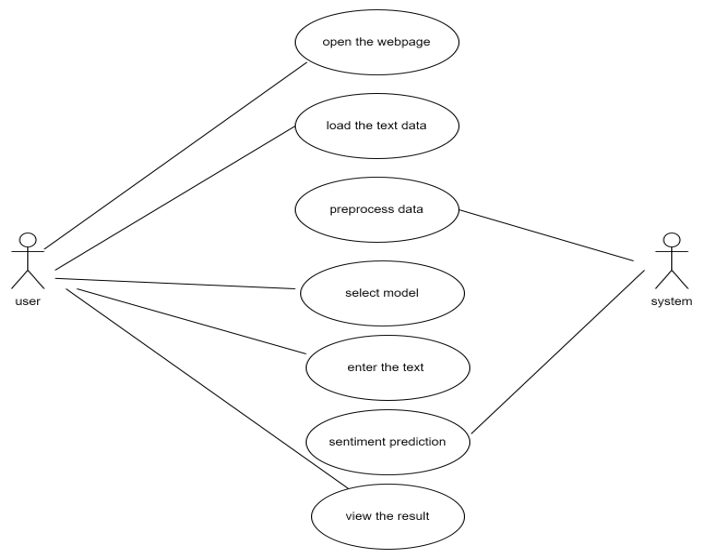 open the webpage
load the text data
preprocess data
user
system
select model
enter the text
sentiment prediction
view the result